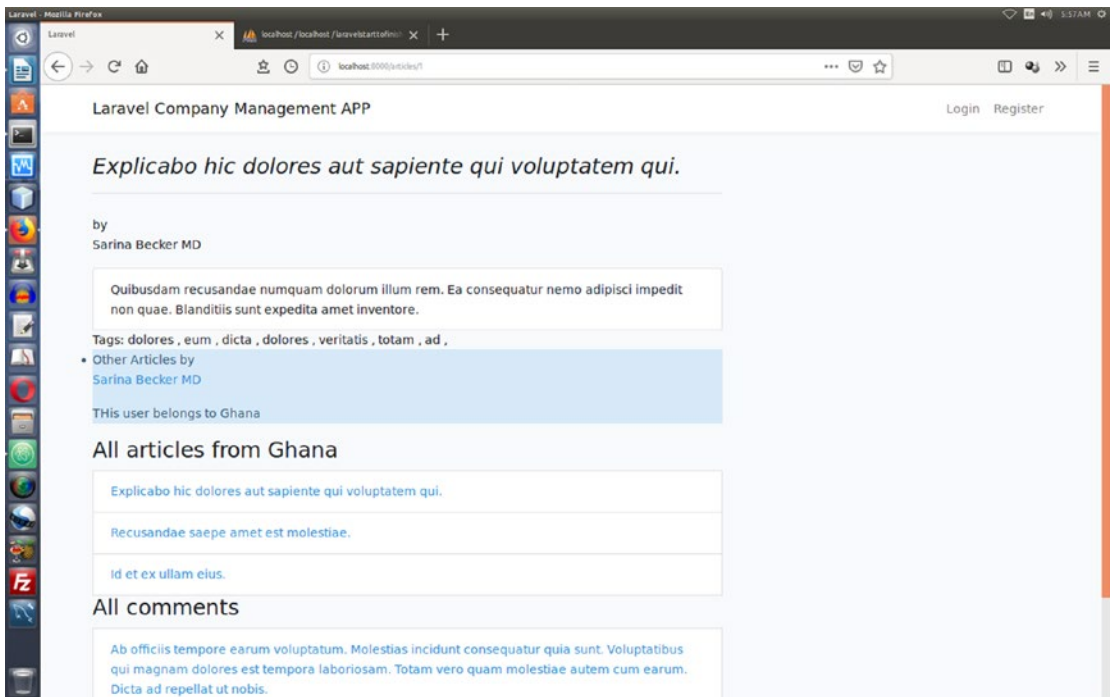 Laravel - Mozilla Firefox
En
5:57AM
Laravel
localhost / localhost / laravelstarttofinish
localhost:8000/articles/1
Laravel Company Management APP
Login Register
Explicabo hic dolores aut sapiente qui voluptatem qui.
by
Sarina Becker MD
Quibusdam recusandae numquam dolorum illum rem. Ea consequatur nemo adipisci impedit
non quae. Blanditiis sunt expedita amet inventore.
Tags: dolores , eum , dicta , dolores , veritatis , totam , ad ,
• Other Articles by
Sarina Becker MD
THis user belongs to Ghana
All articles from Ghana
Explicabo hic dolores aut sapiente qui voluptatem qui.
Recusandae saepe amet est molestiae.
Id et ex ullam eius.
All comments
Ab officiis tempore earum voluptatum. Molestias incidunt consequatur quia sunt. Voluptatibus
qui magnam dolores est tempora laboriosam. Totam vero quam molestiae autem cum earum.
Dicta ad repellat ut nobis.
Fz